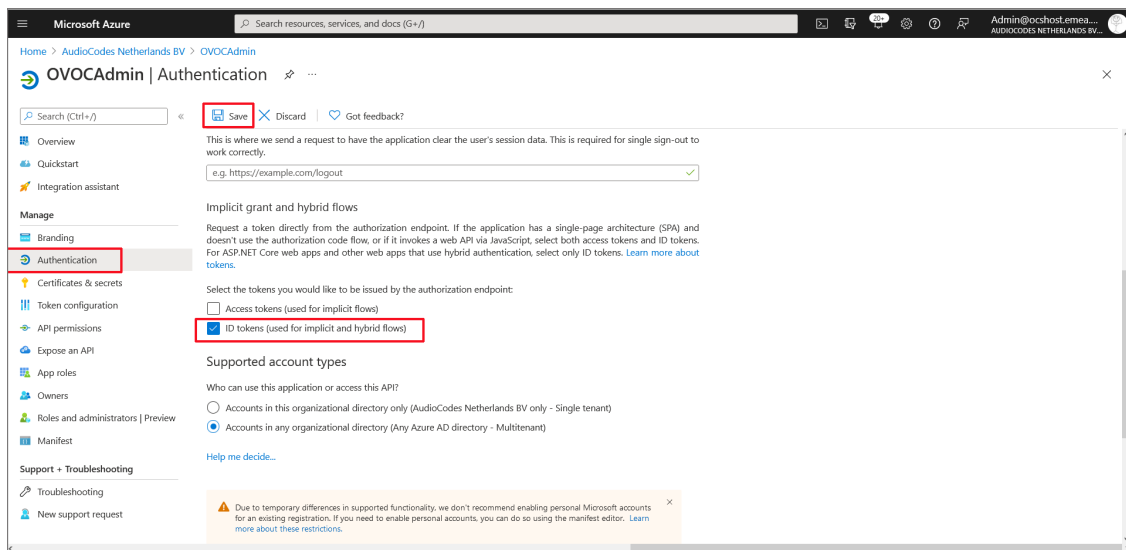 Microsoft Azure
Search resources, services, and docs (G+/)
20+
Admin@ocshost.emea....
AUDIOCODES NETHERLANDS BV...
Home > AudioCodes Netherlands BV > OVOCAdmin
OVOCAdmin | Authentication
Search (Ctrl+/)
Save
Discard
Got feedback?
Overview
Quickstart
Integration assistant
Manage
Branding
Authentication
Certificates & secrets
Token configuration
API permissions
Expose an API
App roles
Owners
Roles and administrators | Preview
Manifest
Support + Troubleshooting
Troubleshooting
New support request
This is where we send a request to have the application clear the user's session data. This is required for single sign-out to
work correctly.
e.g. https://example.com/logout
Implicit grant and hybrid flows
Request a token directly from the authorization endpoint. If the application has a single-page architecture (SPA) and
doesn't use the authorization code flow, or if it invokes a web API via JavaScript, select both access tokens and ID tokens.
For ASP.NET Core web apps and other web apps that use hybrid authentication, select only ID tokens. Learn more about
tokens.
Select the tokens you would like to be issued by the authorization endpoint:
Access tokens (used for implicit flows)
ID tokens (used for implicit and hybrid flows)
Supported account types
Who can use this application or access this API?
Accounts in this organizational directory only (AudioCodes Netherlands BV only - Single tenant)
Accounts in any organizational directory (Any Azure AD directory - Multitenant)
Help me decide...
Due to temporary differences in supported functionality, we don't recommend enabling personal Microsoft accounts
for an existing registration. If you need to enable personal accounts, you can do so using the manifest editor. Learn
more about these restrictions.